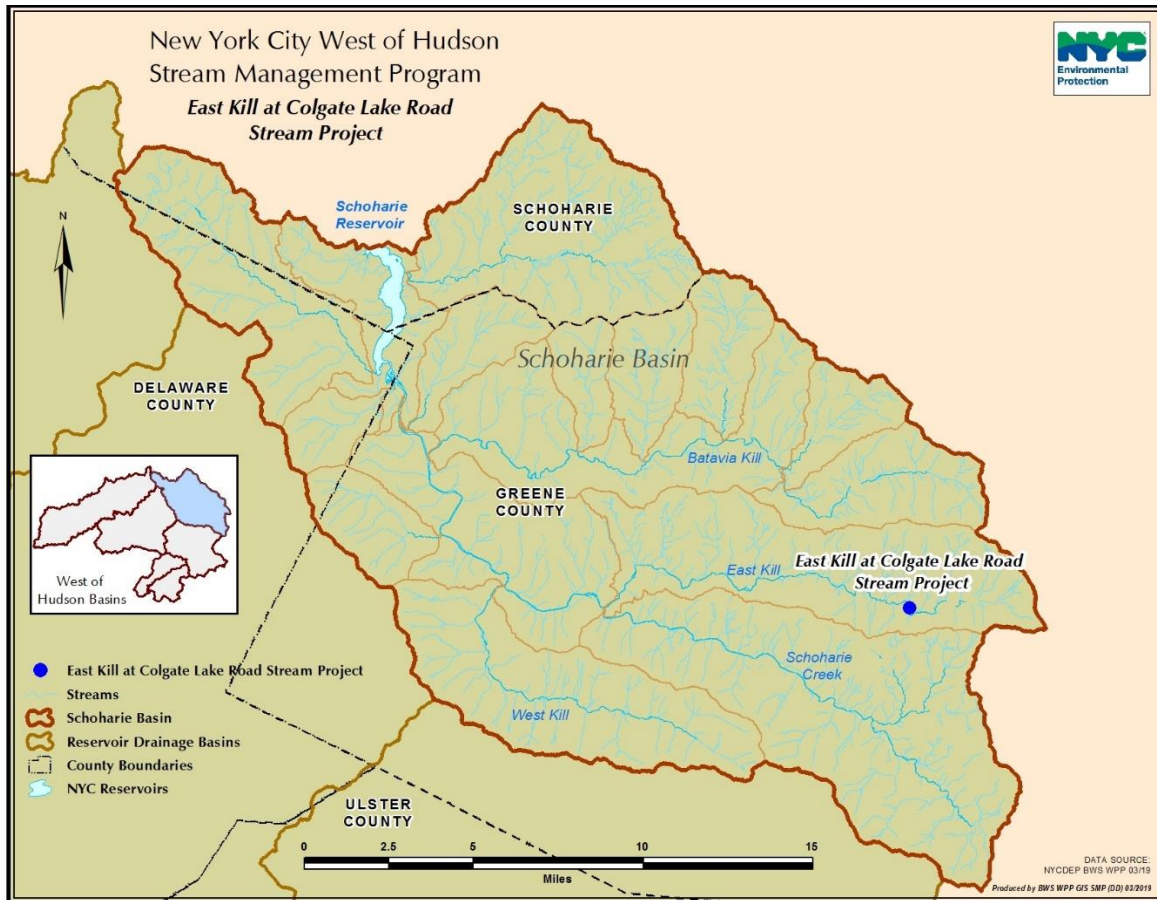 New York City West of Hudson
Stream Management Program
East Kill at Colgate Lake Road
Stream Project
NYC
Environmental
Protection
N
Schoharie
Reservoir
SCHOHARIE
COUNTY
Schoharie Basin
DELAWARE
COUNTY
Batavia Kill
GREENE
COUNTY
East Kill at Colgate Lake Road
Stream Project
East Kill
West of
Hudson Basins
Schoharie
Creek
West Kill
East Kill at Colgate Lake Road Stream Project
Streams
Schoharie Basin
Reservoir Drainage Basins
County Boundaries
NYC Reservoirs
ULSTER
COUNTY
0 2.5 5 10 15
Miles
DATA SOURCE:
NYCDEP BWS WPP 03/19
Produced by BWS WPP GIS SMP (DD) 03/2019